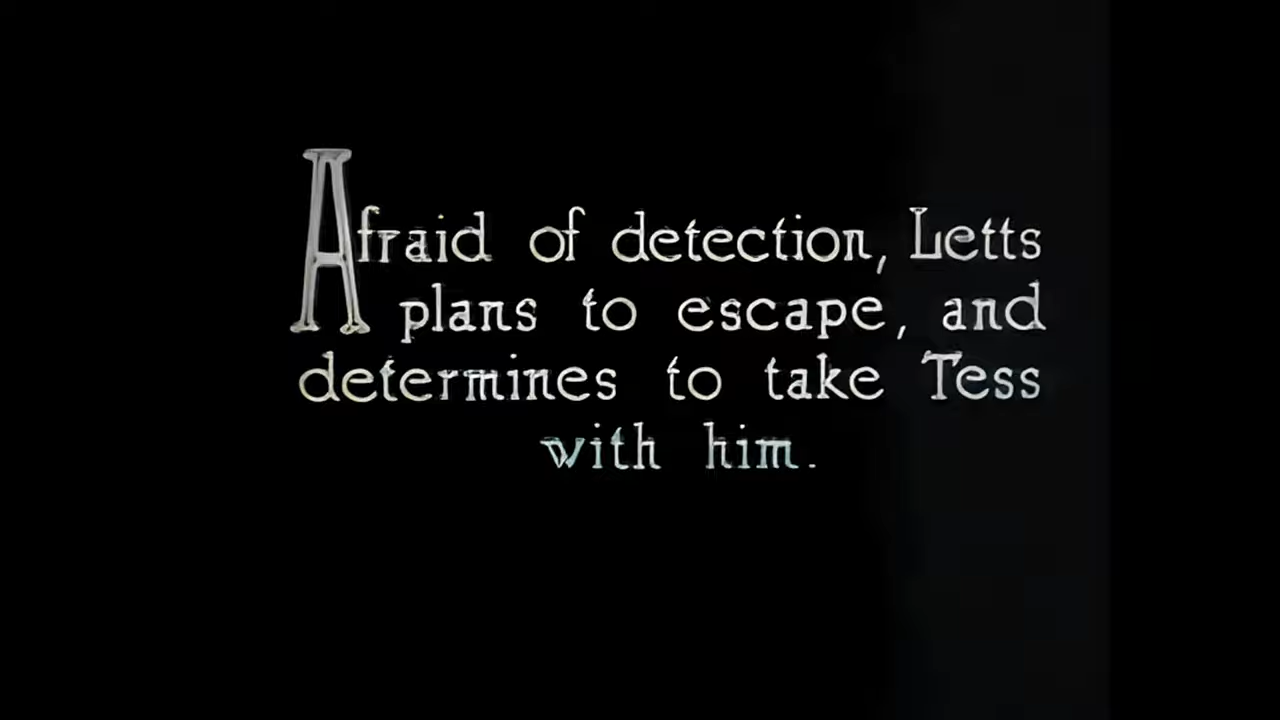 Afraid of detection, Letts
plans to escape, and
determines to take Tess
with him.